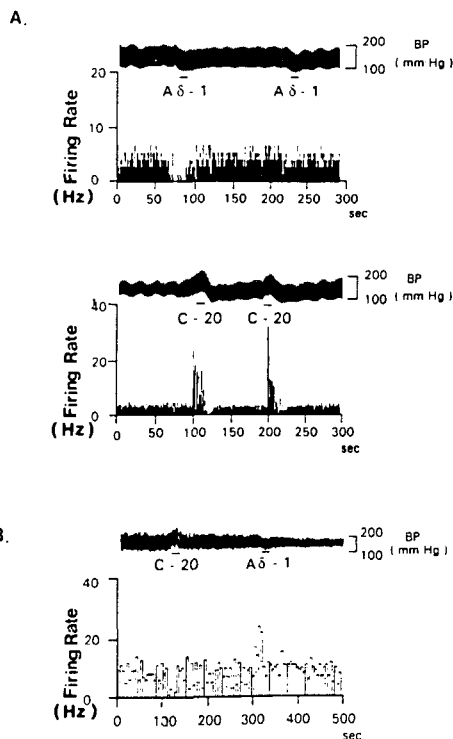 A.
200 BP
100 ( mm Hg )
A δ - 1 A δ - 1
Firing Rate
(Hz)
20
10
0
0 50 100 150 200 250 300
sec
200 BP
100 ( mm Hg )
C - 20 C - 20
Firing Rate
(Hz)
40
20
0
0 50 100 150 200 250 300
sec
B.
200 BP
100 ( mm Hg )
C - 20 Aδ - 1
Firing Rate
(Hz)
40
20
0
0 100 200 300 400 500
sec